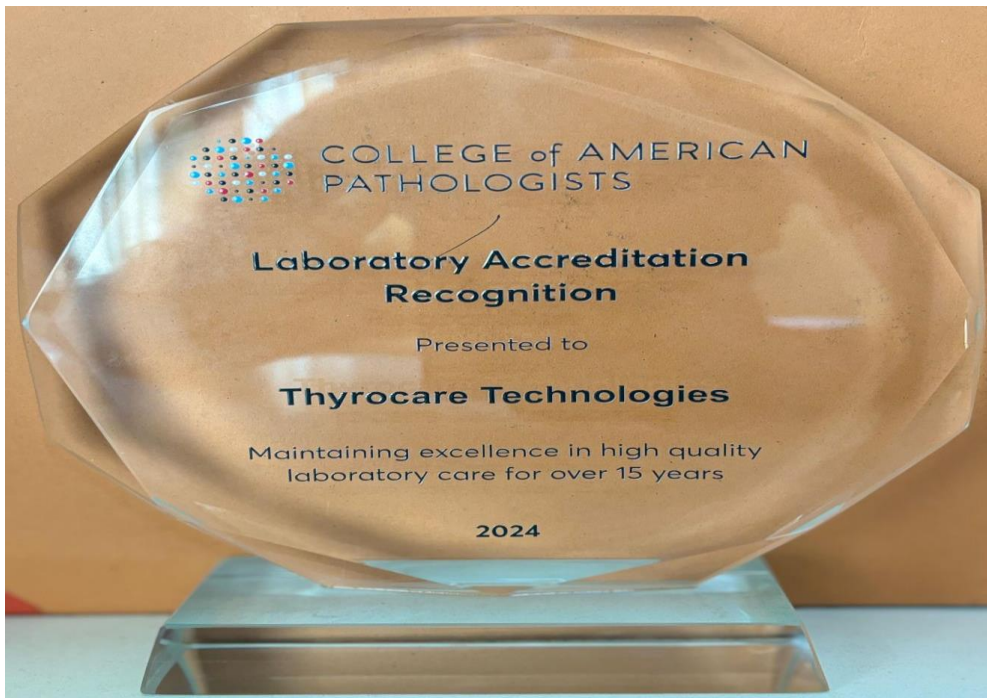 COLLEGE of AMERICAN
PATHOLOGISTS
Laboratory Accreditation
Recognition
Presented to
Thyrocare Technologies
Maintaining excellence in high quality
laboratory care for over 15 years
2024